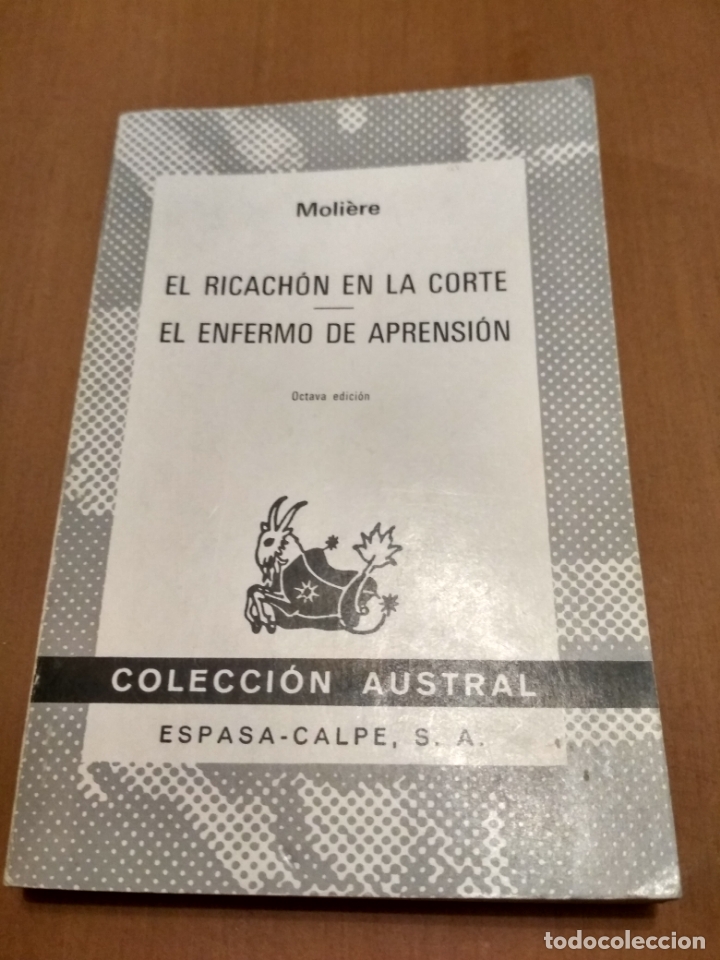 Molière
EL RICACHÓN EN LA CORTE
EL ENFERMO DE APRENSIÓN
Octava edición
COLECCIÓN AUSTRAL
ESPASA-CALPE, S. A.
todocoleccion